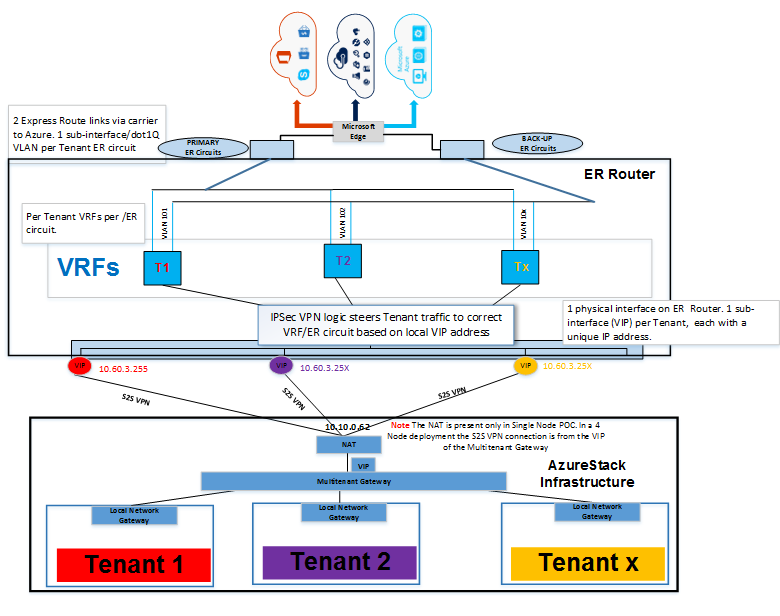 Microsoft
Azure
2 Express Route links via carrier
to Azure. 1 sub-interface/dot1Q
VLAN per Tenant ER circuit
PRIMARY
ER Circuits
Microsoft
Edge
BACK-UP
ER Circuits
ER Router
Per Tenant VRFs per /ER
circuit.
VLAN 101
VLAN 102
VLAN 10x
VRFs
T1
T2
Tx
IPSec VPN logic steers Tenant traffic to correct
VRF/ER circuit based on local VIP address
1 physical interface on ER Router. 1 sub-
interface (VIP) per Tenant, each with a
unique IP address.
VIP
10.60.3.255
VIP
10.60.3.25X
VIP
10.60.3.25X
S2S VPN
S2S VPN
S2S VPN
10.10.0.62
Note The NAT is present only in Single Node POC. In a 4
Node deployment the S2S VPN connection is from the VIP
of the Multitenant Gateway
NAT
VIP
Multitenant Gateway
AzureStack
Infrastructure
Local Network
Gateway
Local Network
Gateway
Local Network
Gateway
Tenant 1
Tenant 2
Tenant x